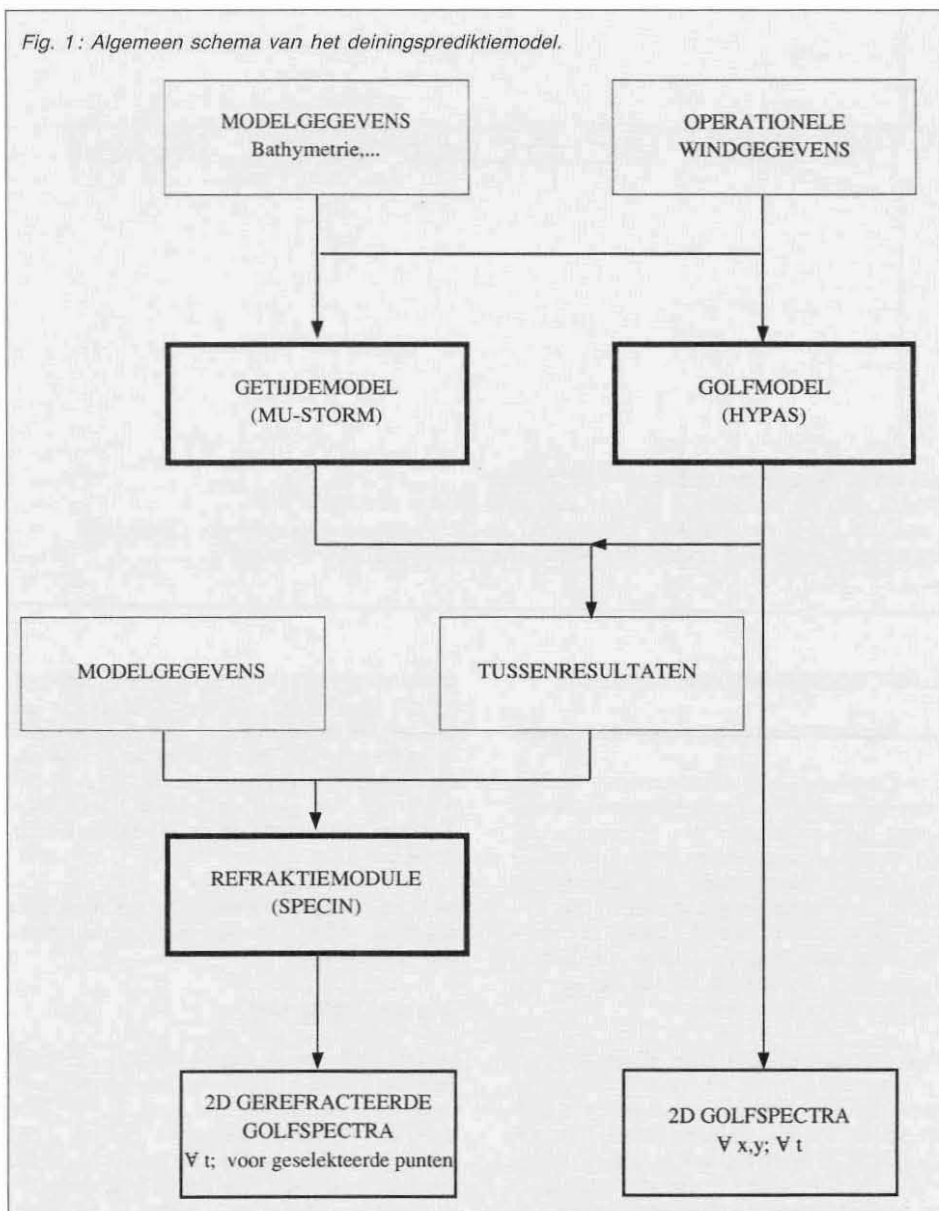 Fig. 1: Algemeen schema van het deiningsprediktiemodel.
MODELGEGEVENS
Bathymetrie,...
OPERATIONELE
WINDGEGEVENS
GETIJDEMODEL
(MU-STORM)
GOLFMODEL
(HYPAS)
MODELGEGEVENS
TUSSENRESULTATEN
REFRAKTIEMODULE
(SPECIN)
2D GEREFRACTEERDE
GOLFSPECTRA
∀ t; voor geselekteerde punten
2D GOLFSPECTRA
∀ x,y; ∀ t